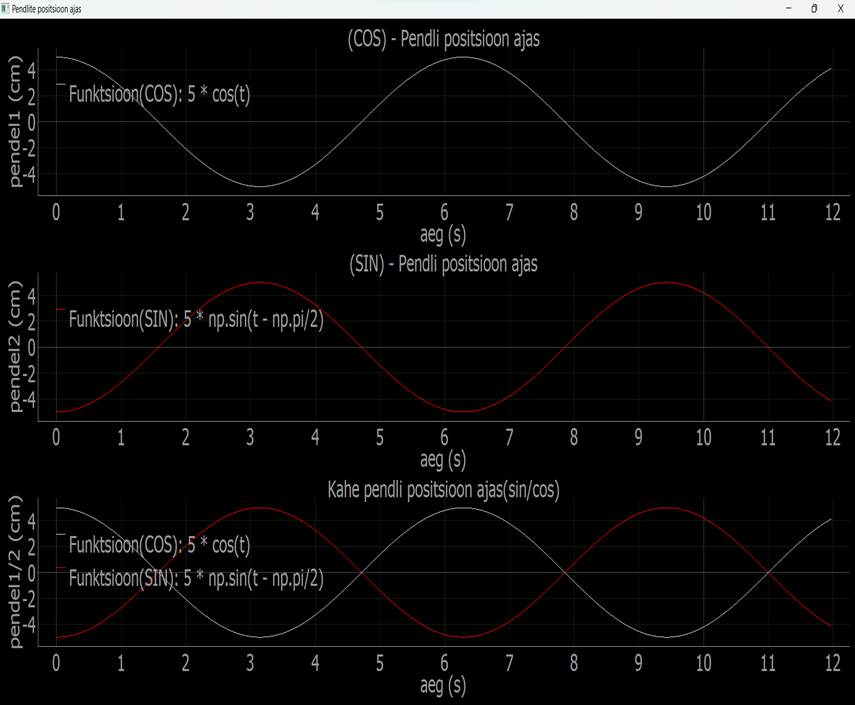 Pendlite positsioon ajas
(COS) - Pendli positsioon ajas
pendel1 (cm)
4
2
0
-2
-4
Funktsioon(COS): 5 * cos(t)
0 1 2 3 4 5 6 7 8 9 10 11 12
aeg (s)
(SIN) - Pendli positsioon ajas
pendel2 (cm)
4
2
0
-2
-4
Funktsioon(SIN): 5 * np.sin(t - np.pi/2)
0 1 2 3 4 5 6 7 8 9 10 11 12
aeg (s)
Kahe pendli positsioon ajas(sin/cos)
pendel1/2 (cm)
4
2
0
-2
-4
Funktsioon(COS): 5 * cos(t)
Funktsioon(SIN): 5 * np.sin(t - np.pi/2)
0 1 2 3 4 5 6 7 8 9 10 11 12
aeg (s)